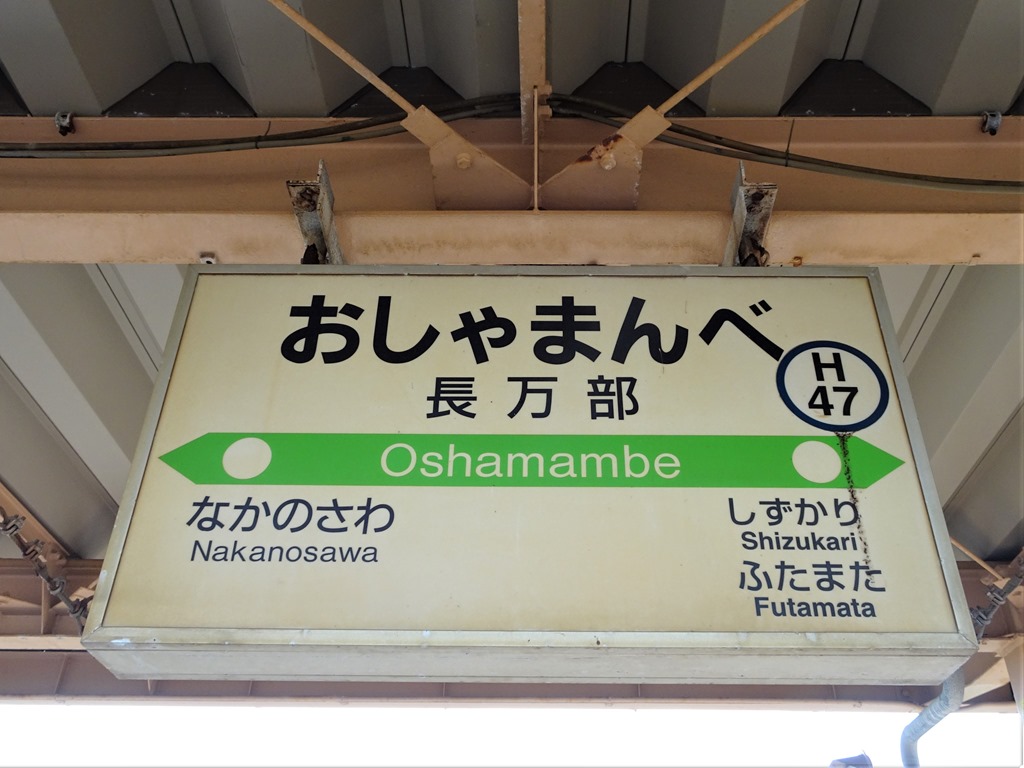 おしゃまんべ
長万部
H
47
Oshamambe
なかのさわ
Nakanosawa
しずかり
Shizukari
ふたまた
Futamata